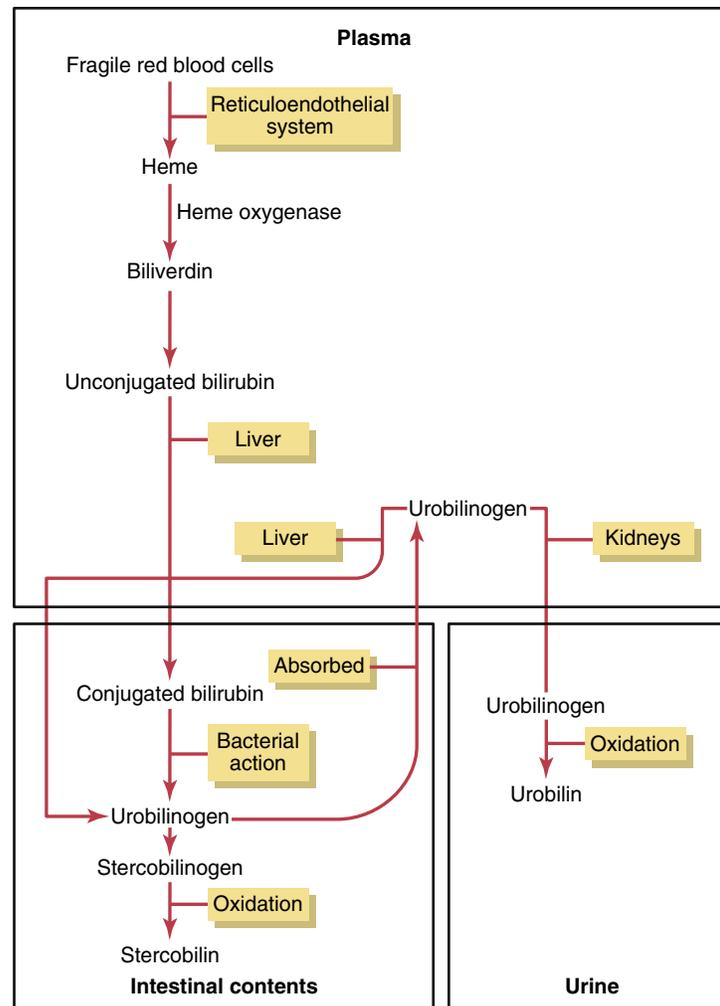 Plasma
Fragile red blood cells
Reticuloendothelial
system
Heme
Heme oxygenase
Biliverdin
Unconjugated bilirubin
Liver
Urobilinogen
Liver
Kidneys
Absorbed
Conjugated bilirubin
Bacterial
action
Urobilinogen
Stercobilinogen
Oxidation
Stercobilin
Intestinal contents
Urobilinogen
Oxidation
Urobilin
Urine